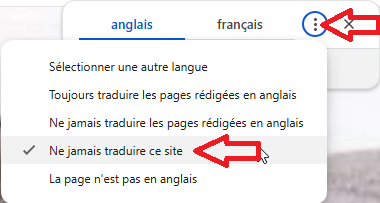 anglais français
Sélectionner une autre langue
Toujours traduire les pages rédigées en anglais
Ne jamais traduire les pages rédigées en anglais
Ne jamais traduire ce site
La page n'est pas en anglais